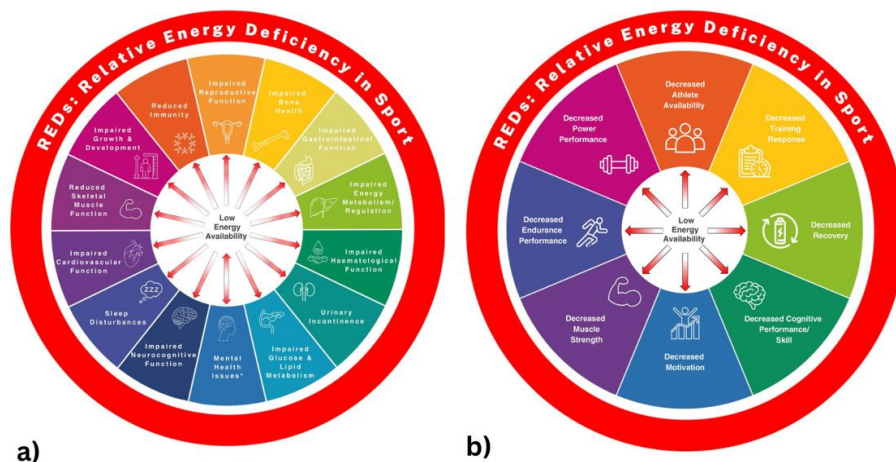 REDs: Relative Energy Deficiency in Sport
Impaired
Reproductive
Function
Impaired
Bone
Health
Impaired
Gastrointestinal
Function
Impaired
Energy
Metabolism/
Regulation
Impaired
Haematological
Function
Urinary
Incontinence
Impaired
Glucose &
Lipid
Metabolism
Mental
Health
Issues*
Impaired
Neurocognitive
Function
Sleep
Disturbances
zzz
Impaired
Cardiovascular
Function
Reduced
Skeletal
Muscle
Function
Impaired
Growth &
Development
Reduced
Immunity
Low
Energy
Availability
a)
REDs: Relative Energy Deficiency in Sport
Decreased
Athlete
Availability
Decreased
Training
Response
Decreased
Recovery
Decreased Cognitive
Performance/
Skill
Decreased
Motivation
Decreased
Muscle
Strength
Decreased
Endurance
Performance
Decreased
Power
Performance
Low
Energy
Availability
b)